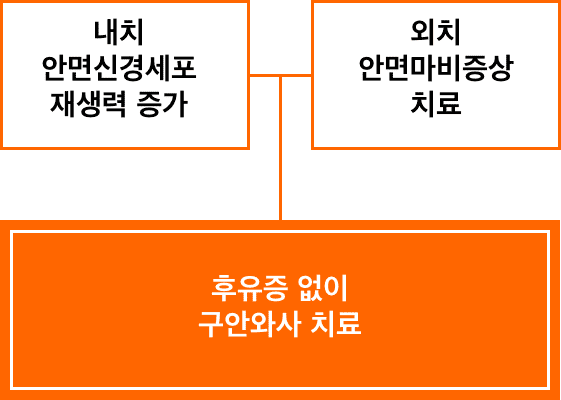 내치
안면신경세포
재생력 증가
외치
안면마비증상
치료
후유증 없이
구안와사 치료